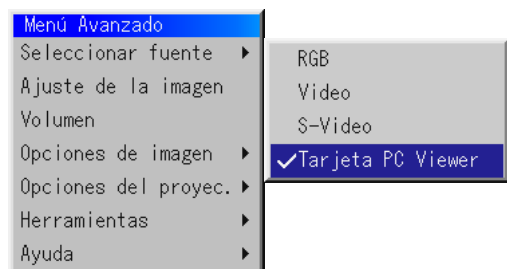 Menú Avanzado
Seleccionar fuente
Ajuste de la imagen
Volumen
Opciones de imagen
Opciones del proyec.
Herramientas
Ayuda
RGB
Video
S-Video
Tarjeta PC Viewer